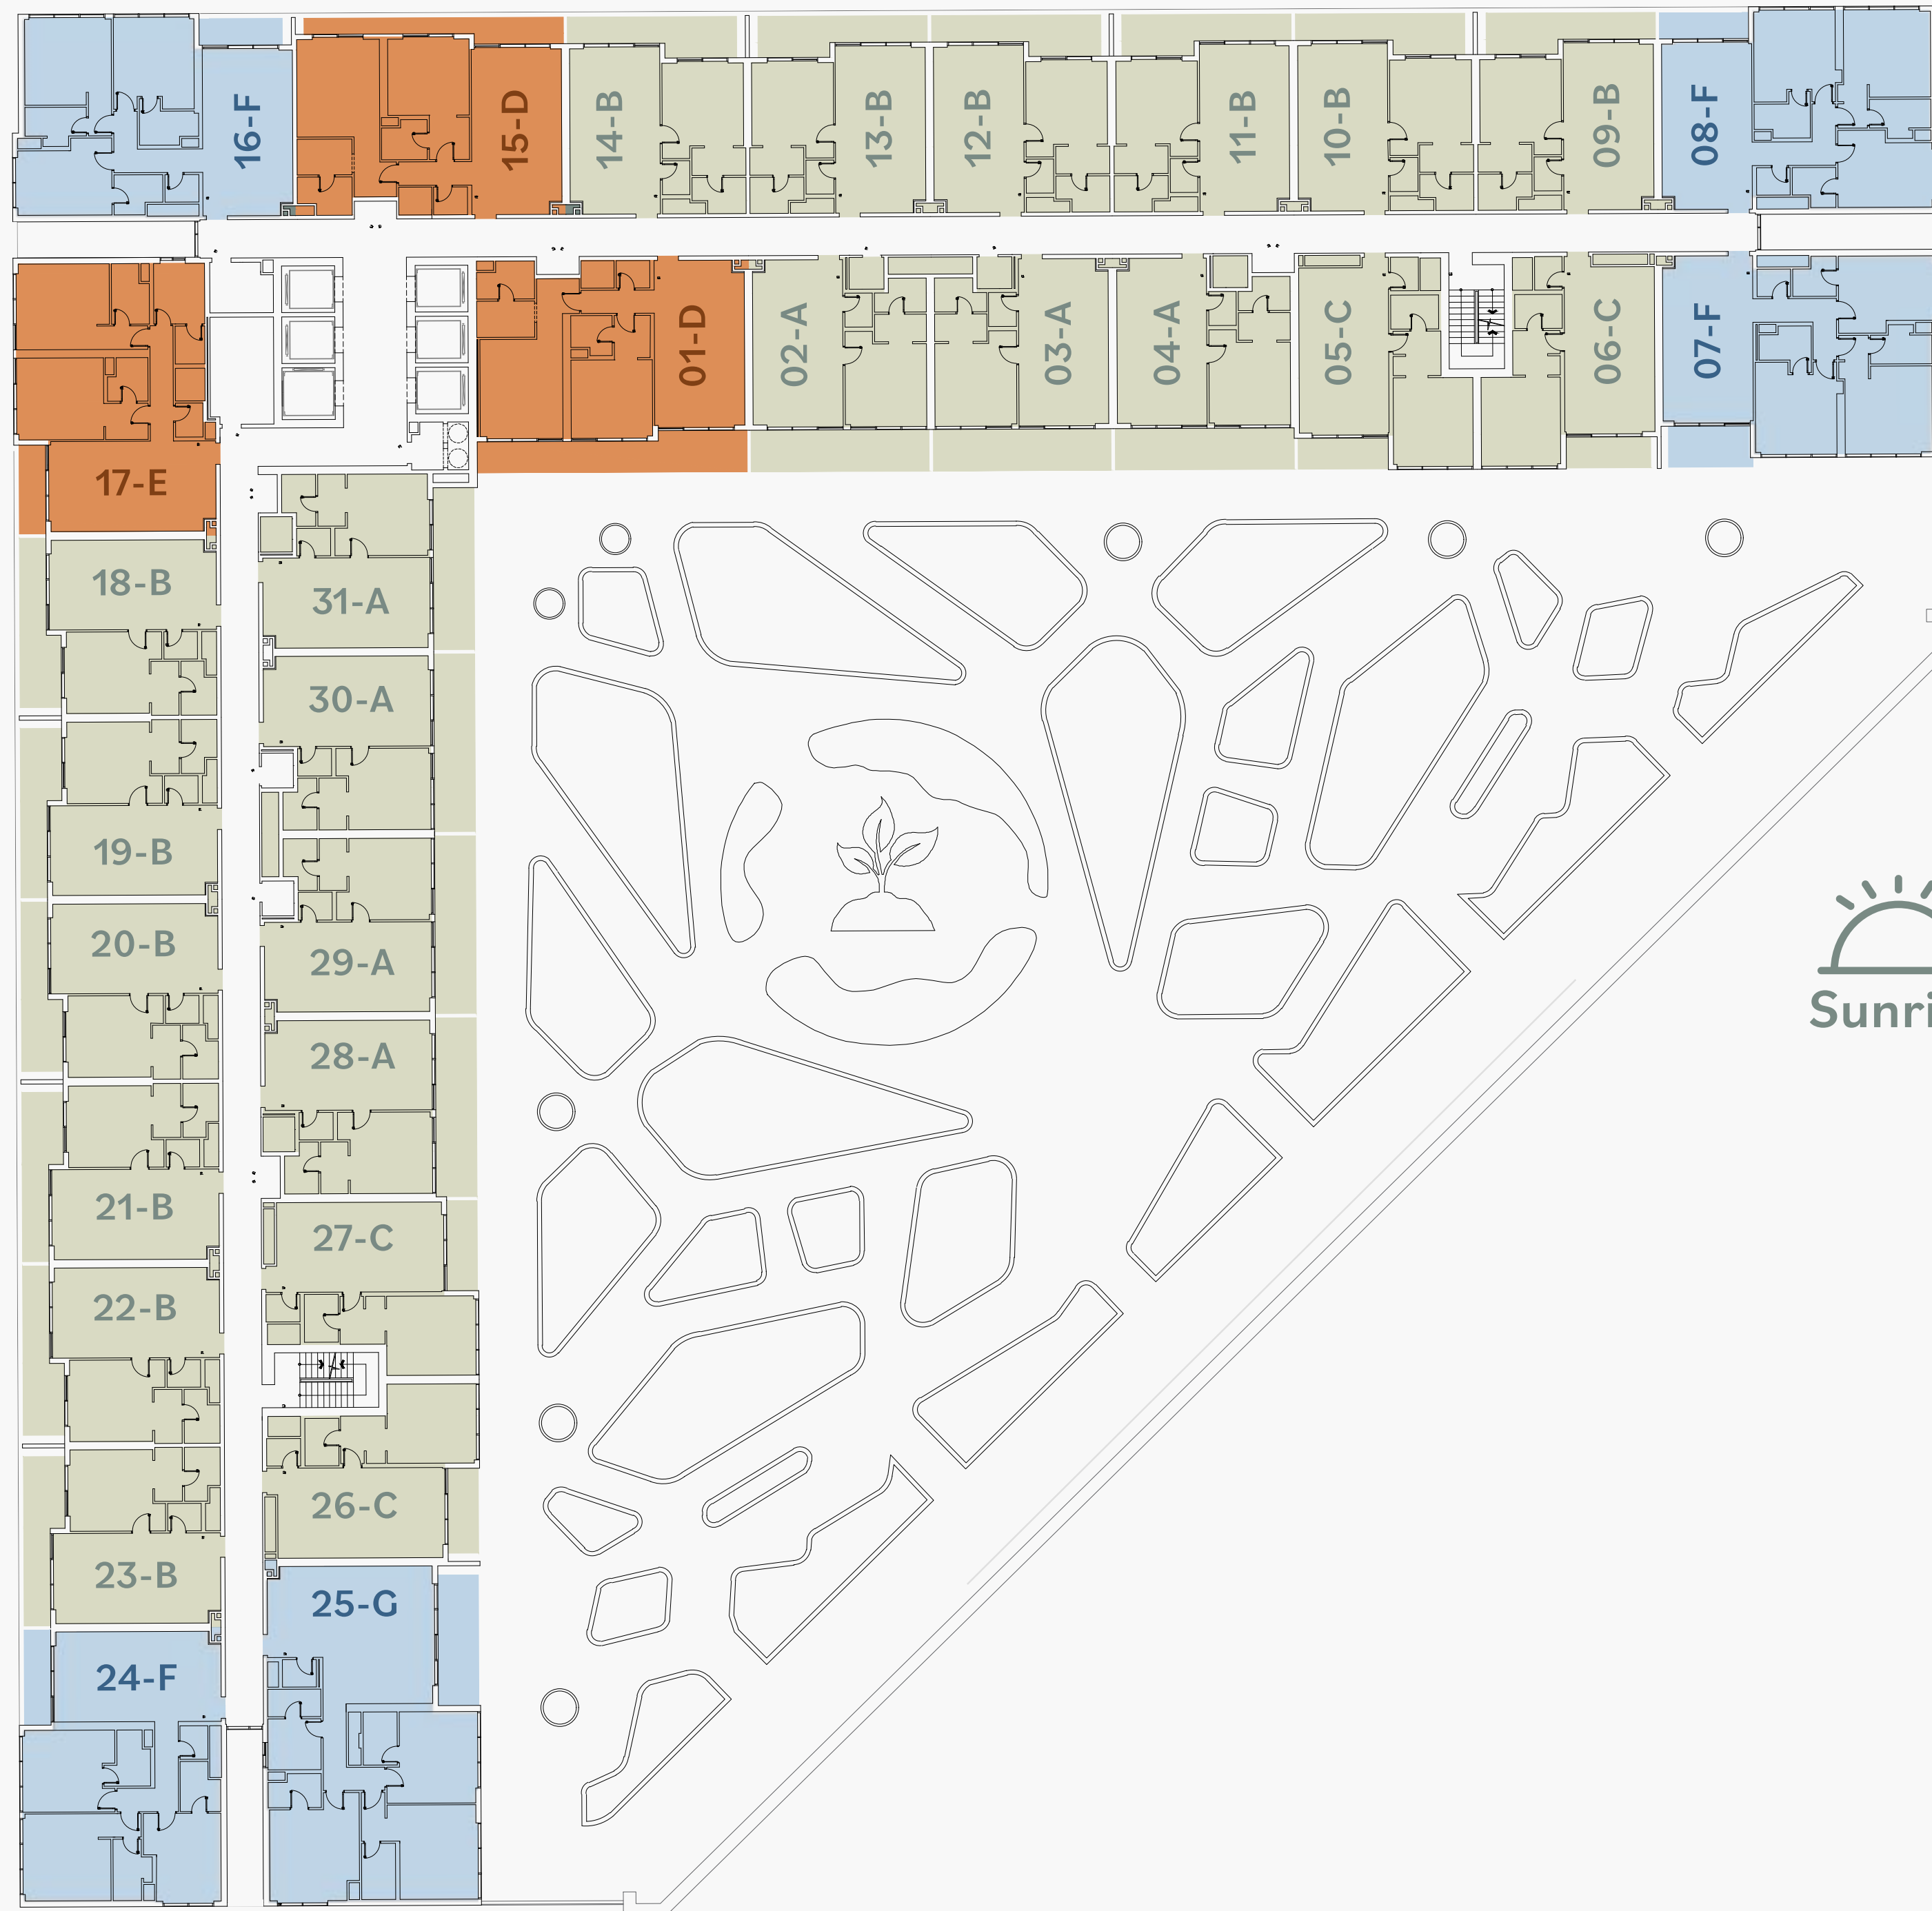 16-F
15-D
14-B
13-B
12-B
11-B
10-B
09-B
08-F
01-D
02-A
03-A
04-A
05-C
06-C
07-F
17-E
18-B
31-A
30-A
19-B
20-B
29-A
28-A
21-B
27-C
22-B
26-C
23-B
25-G
24-F
Sunri